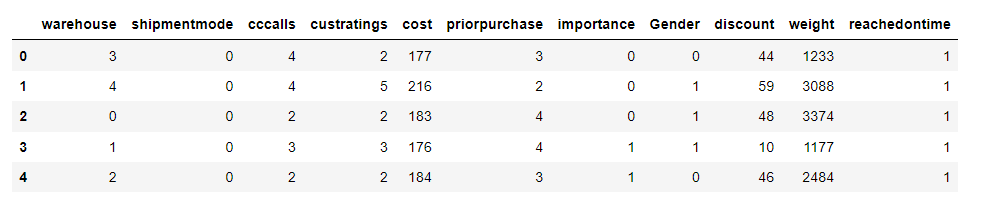 warehouse shipmentmode cccalls custratings cost priorpurchase importance Gender discount weight reachedontime
0 3 0 4 2 177 3 0 0 44 1233 1
1 4 0 4 5 216 2 0 1 59 3088 1
2 0 0 2 2 183 4 0 1 48 3374 1
3 1 0 3 3 176 4 1 1 10 1177 1
4 2 0 2 2 184 3 1 0 46 2484 1